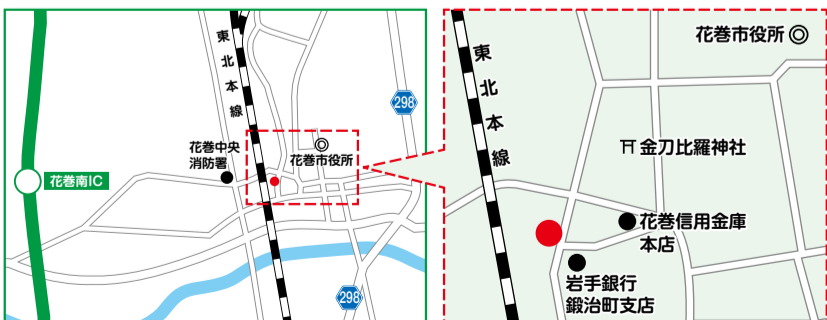 東北本線
298
花巻中央
消防署
花巻市役所
花巻南IC
298
花巻市役所
東北本線
金刀比羅神社
花巻信用金庫
本店
岩手銀行
鍛治町支店